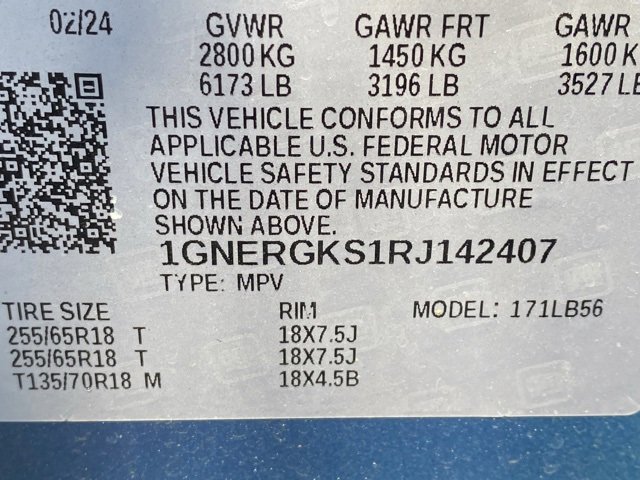 02/24 GVWR GAWR FRT GAWR
2800 KG 1450 KG 1600 K
6173 LB 3196 LB 3527 LB
THIS VEHICLE CONFORMS TO ALL
APPLICABLE U.S. FEDERAL MOTOR
VEHICLE SAFETY STANDARDS IN EFFECT
ON THE DATE OF MANUFACTURE
SHOWN ABOVE.
1GNERGKS1RJ142407
TYPE: MPV
TIRE SIZE RIM MODEL: 171LB56
255/65R18 T 18X7.5J
255/65R18 T 18X7.5J
T135/70R18 M 18X4.5B